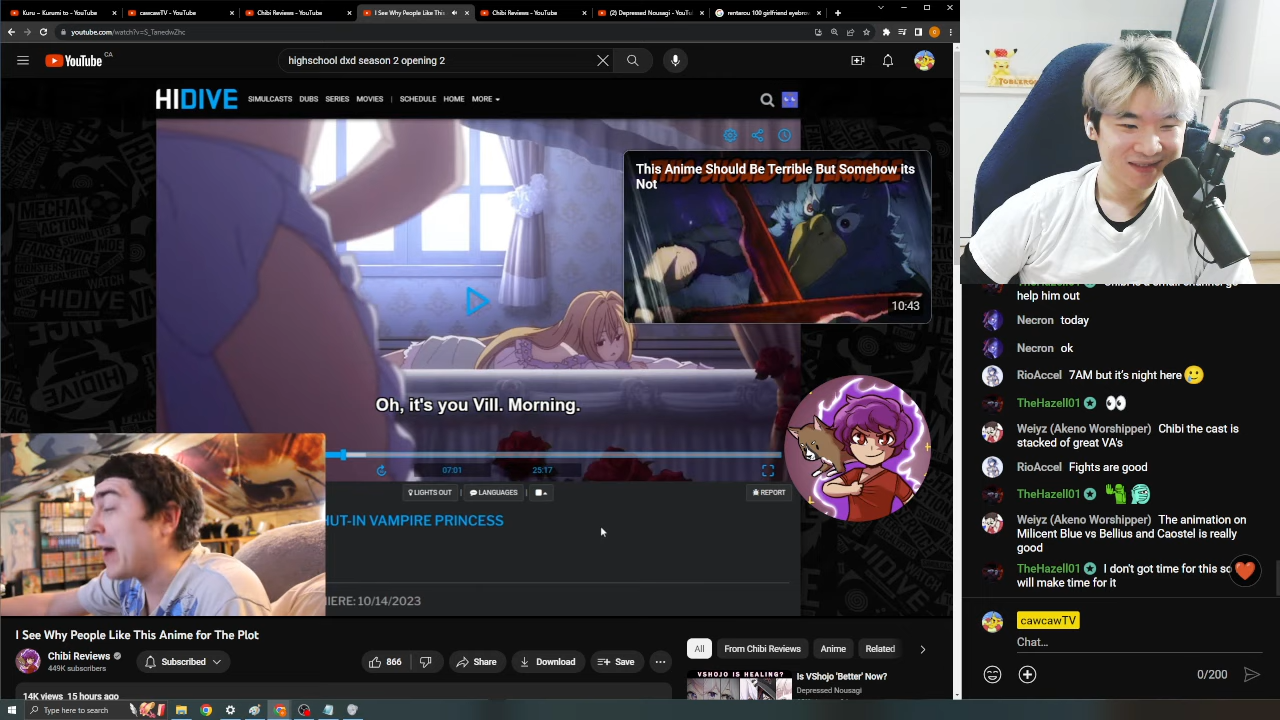 Kuru – Kurumi to - YouTube
cawcawTV - YouTube
Chibi Reviews - YouTube
I See Why People Like This
Chibi Reviews - YouTube
(2) Depressed Nousagi - YouTu
renterou 100 girlfriend eyebrow
youtube.com/watch?v=S_TanedwZhc
YouTube CA
highschool dxd season 2 opening 2
HIDIVE
SIMULCASTS DUBS SERIES MOVIES | SCHEDULE HOME MORE
This Anime Should Be Terrible But Somehow its
Not
10:43
Oh, it's you Vill. Morning.
07:01
25:17
LIGHTS OUT | LANGUAGES |
REPORT
HUT-IN VAMPIRE PRINCESS
IERE: 10/14/2023
I See Why People Like This Anime for The Plot
Chibi Reviews
449K subscribers
Subscribed
866
Share
Download
Save
14K views 15 hours ago
All
From Chibi Reviews
Anime
Related
VSHOJO IS HEALING?
Is VShojo 'Better' Now?
Depressed Nousagi
TOBLERO
help him out
Necron today
Necron ok
RioAccel 7AM but it's night here
TheHazell01
Weiyz (Akeno Worshipper) Chibi the cast is
stacked of great VA's
RioAccel Fights are good
TheHazell01
Weiyz (Akeno Worshipper) The animation on
Milicent Blue vs Bellius and Caostel is really
good
TheHazell01 I don't got time for this so
will make time for it
cawcawTV
Chat...
0/200
Type here to search